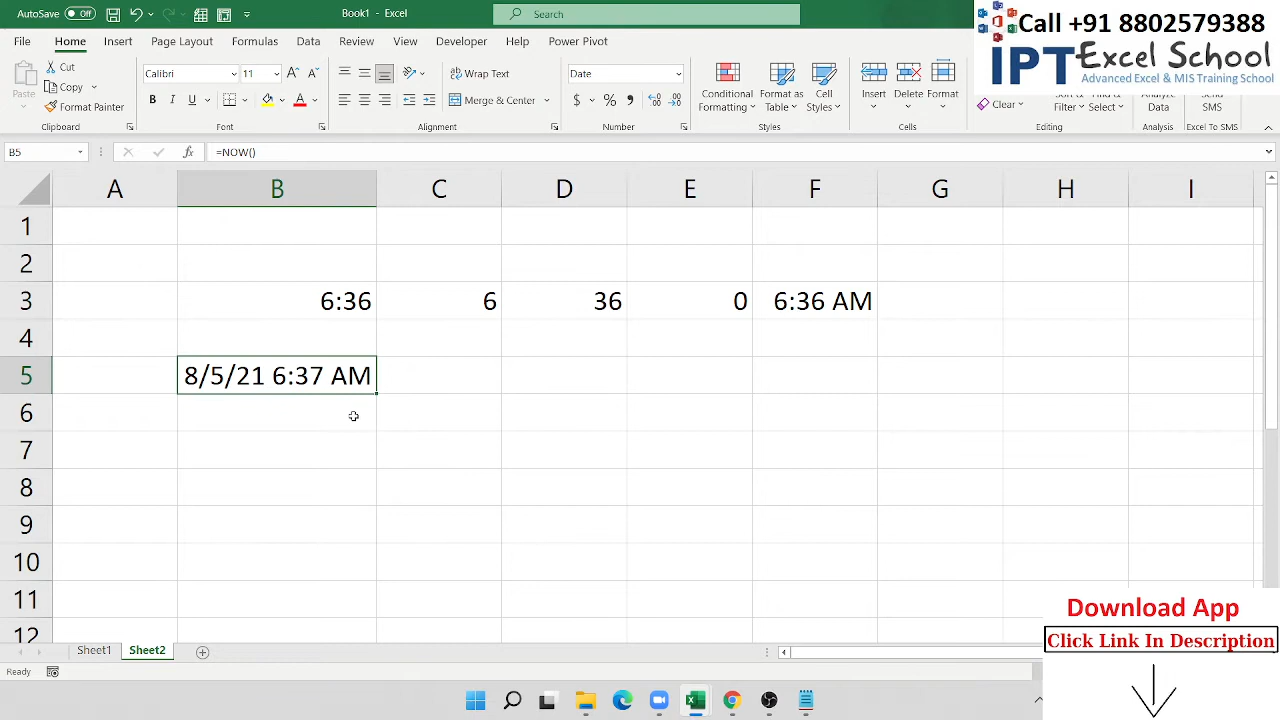 AutoSave Off Book1 - Excel Search
Call +91 8802579388
IPT Excel School
Advanced Excel & MIS Training School
File Home Insert Page Layout Formulas Data Review View Developer Help Power Pivot
Paste Cut Copy Format Painter Clipboard
Calibri 11 B I U A Font
Wrap Text Merge & Center Alignment
Date $ % Number
Conditional Formatting Format as Table Cell Styles Styles
Insert Delete Format Cells
Clear Filter Select Editing
Data Analysis
SMS Excel To SMS
B5 fx =NOW()
A B C D E F G H I
1
2
3 6:36 6 36 0 6:36 AM
4
5 8/5/21 6:37 AM
6
7
8
9
10
11
12
Download App
Click Link In Description
Sheet1 Sheet2
Ready